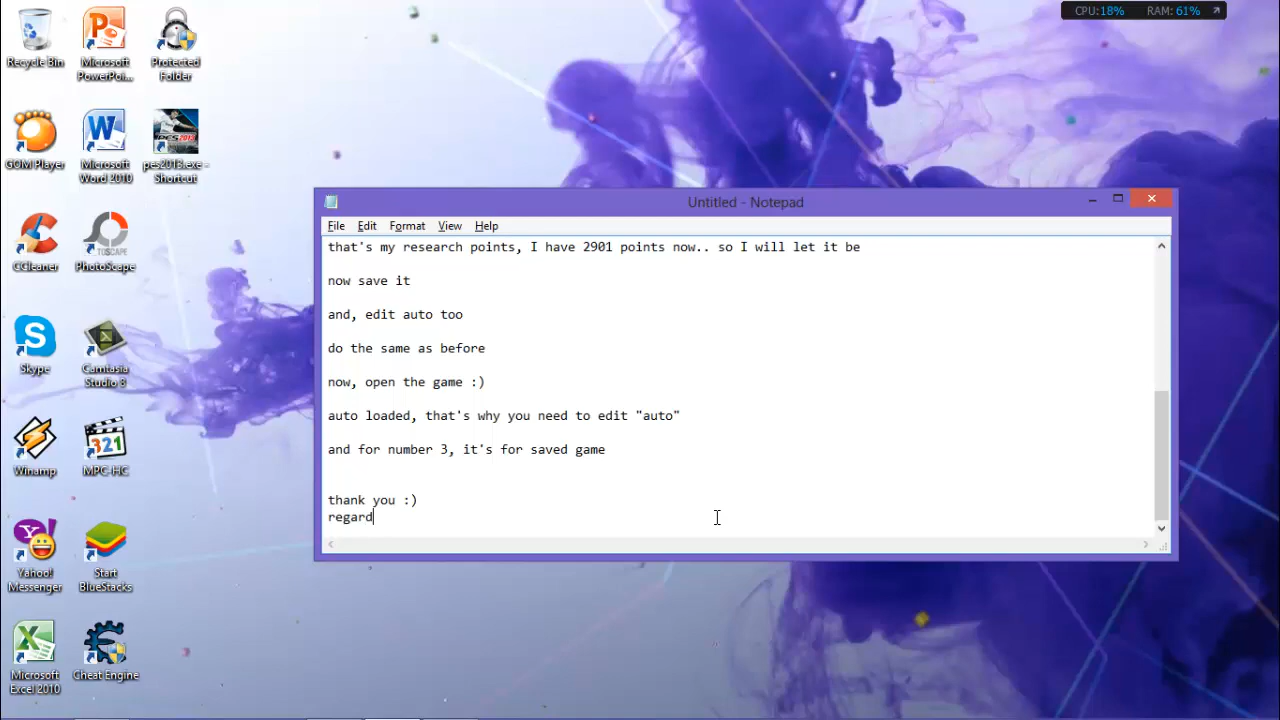 CPU:18% RAM: 61%
Recycle Bin
Microsoft PowerPoi...
Protected Folder
GOM Player
Microsoft Word 2010
pes2013.exe - Shortcut
PES2013
CCleaner
PhotoScape
TOSCAPE
Skype
Camtasia Studio 8
Winamp
MPC-HC
321
Yahoo! Messenger
Start BlueStacks
Microsoft Excel 2010
Cheat Engine
Untitled - Notepad
File Edit Format View Help
that's my research points, I have 2901 points now.. so I will let it be
now save it
and, edit auto too
do the same as before
now, open the game :)
auto loaded, that's why you need to edit "auto"
and for number 3, it's for saved game
thank you :)
regard